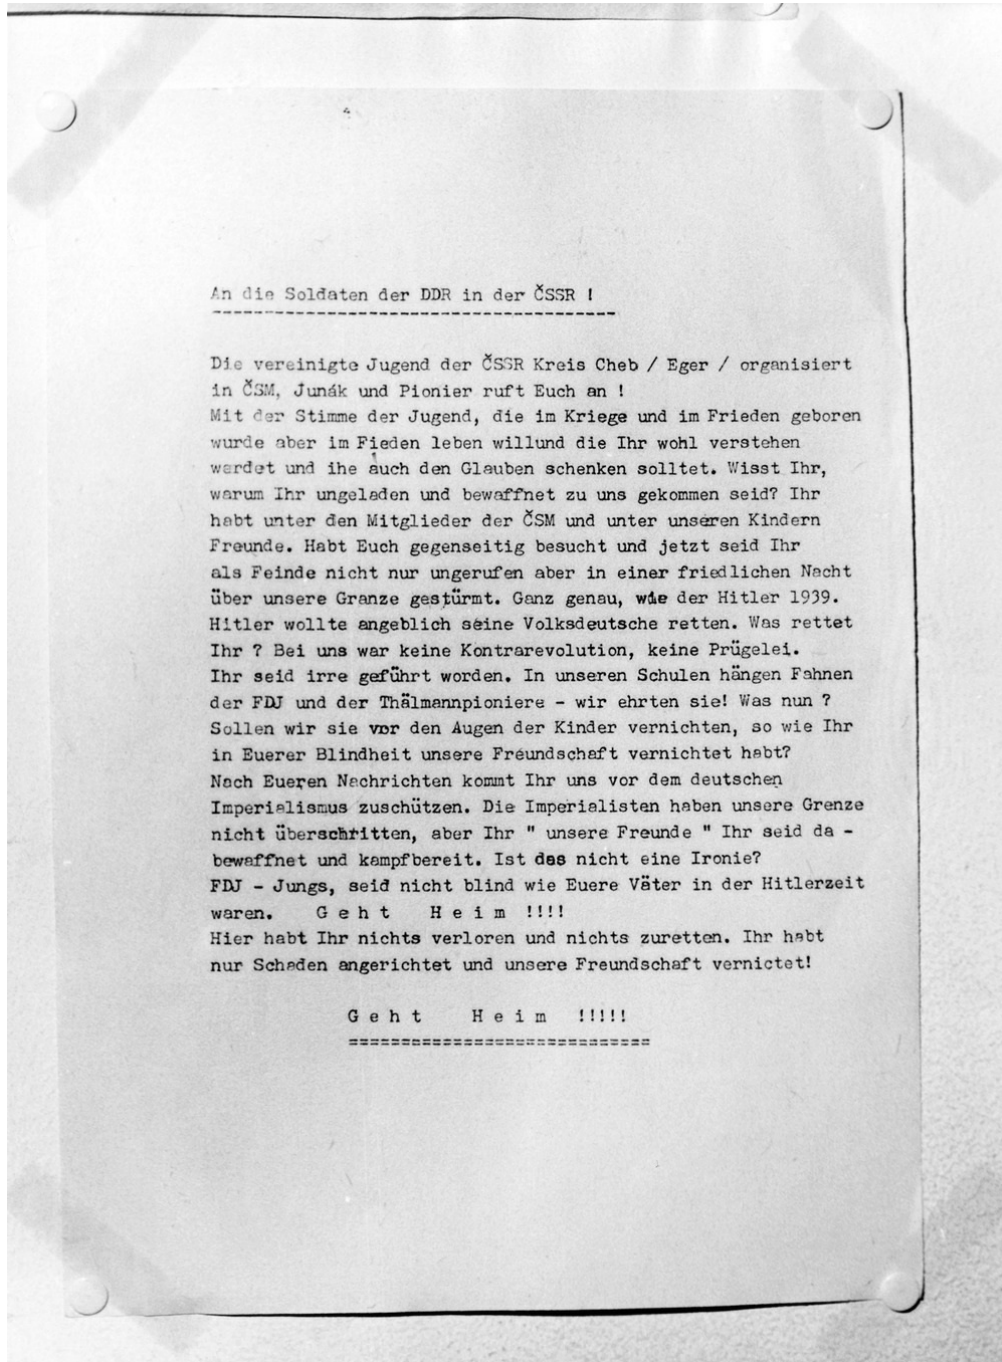 An die Soldaten der DDR in der ČSSR !
Die vereinigte Jugend der ČSSR Kreis Cheb / Eger / organisiert
in ČSM, Junák und Pionier ruft Euch an !
Mit der Stimme der Jugend, die im Kriege und im Frieden geboren
wurde aber im Fieden leben willund die Ihr wohl verstehen
werdet und ihe auch den Glauben schenken solltet. Wisst Ihr,
warum Ihr ungeladen und bewaffnet zu uns gekommen seid? Ihr
habt unter den Mitglieder der ČSM und unter unseren Kindern
Freunde. Habt Euch gegenseitig besucht und jetzt seid Ihr
als Feinde nicht nur ungerufen aber in einer friedlichen Nacht
über unsere Granze gestürmt. Ganz genau, wie der Hitler 1939.
Hitler wollte angeblich seine Volksdeutsche retten. Was rettet
Ihr ? Bei uns war keine Kontrarevolution, keine Prügelei.
Ihr seid irre geführt worden. In unseren Schulen hängen Fahnen
der FDJ und der Thälmannpioniere - wir ehrten sie! Was nun ?
Sollen wir sie vor den Augen der Kinder vernichten, so wie Ihr
in Euerer Blindheit unsere Freundschaft vernichtet habt?
Nach Eueren Nachrichten kommt Ihr uns vor dem deutschen
Imperialismus zuschützen. Die Imperialisten haben unsere Grenze
nicht überschritten, aber Ihr " unsere Freunde " Ihr seid da -
bewaffnet und kampfbereit. Ist das nicht eine Ironie?
FDJ - Jungs, seid nicht blind wie Euere Väter in der Hitlerzeit
waren. G e h t H e i m !!!!
Hier habt Ihr nichts verloren und nichts zuretten. Ihr habt
nur Schaden angerichtet und unsere Freundschaft vernictet!
G e h t H e i m !!!!!